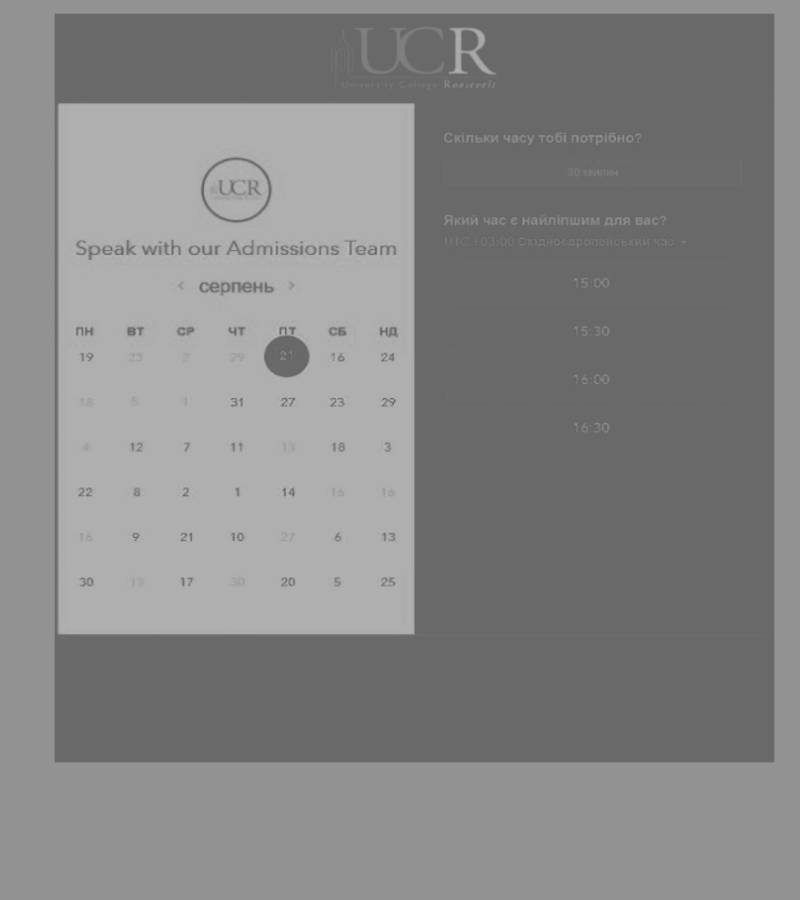 UCR
University College Roosevelt
UCR
Speak with our Admissions Team
< серпень >
ПН ВТ СР ЧТ ПТ СБ НД
19 23 2 29 21 16 24
18 6 1 31 27 23 29
4 12 7 11 13 18 3
22 8 2 1 14 16 16
16 9 21 10 27 6 13
30 13 17 30 20 5 25
Скільки часу тобі потрібно?
30 хвилин
Який час є найліпшим для вас?
UTC +03:00 Східноєвропейський час
15:00
15:30
16:00
16:30